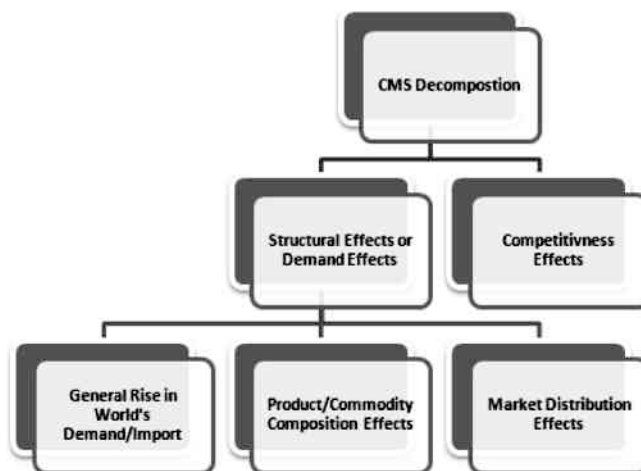 CMS Decompostion
Structural Effects or
Demand Effects
Competitivness
Effects
General Rise in
World's
Demand/Import
Product/Commodity
Composition Effects
Market Distribution
Effects